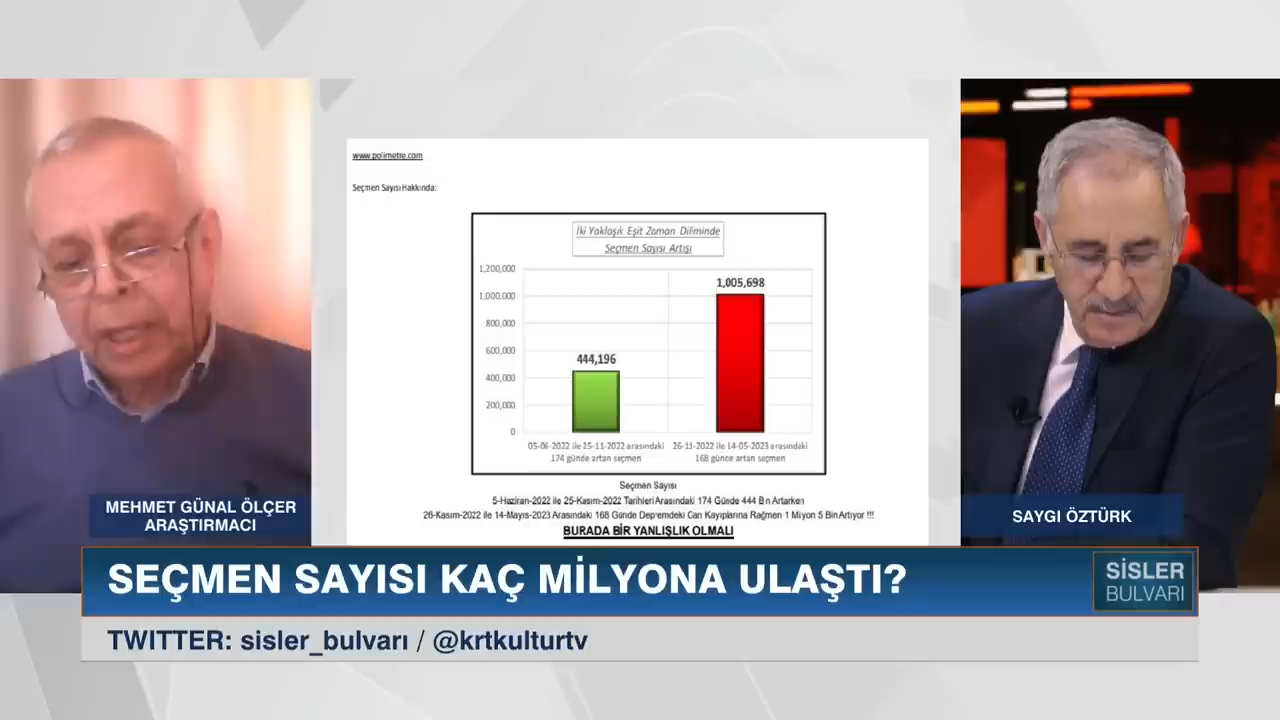 www.polimetre.com
Seçmen Sayısı Hakkında:
İki Yaklaşık Eşit Zaman Diliminde
Seçmen Sayısı Artışı
1,200,000
1,000,000
800,000
600,000
400,000
200,000
0
444,196
1,005,698
05-06-2022 ile 25-11-2022 arasındaki
174 günde artan seçmen
26-11-2022 ile 14-05-2023 arasındaki
168 günde artan seçmen
Seçmen Sayısı
5-Haziran-2022 ile 25-Kasım-2022 Tarihleri Arasındaki 174 Günde 444 Bin Artarken
26-Kasım-2022 ile 14-Mayıs-2023 Arasındaki 168 Günde Depremdeki Can Kayıplarına Rağmen 1 Milyon 5 Bin Artıyor !!!
BURADA BİR YANLIŞLIK OLMALI
MEHMET GÜNAL ÖLÇER
ARAŞTIRMACI
SAYGI ÖZTÜRK
SEÇMEN SAYISI KAÇ MİLYONA ULAŞTI?
SİSLER
BULVARI
TWITTER: sisler_bulvarı / @krtkulturtv